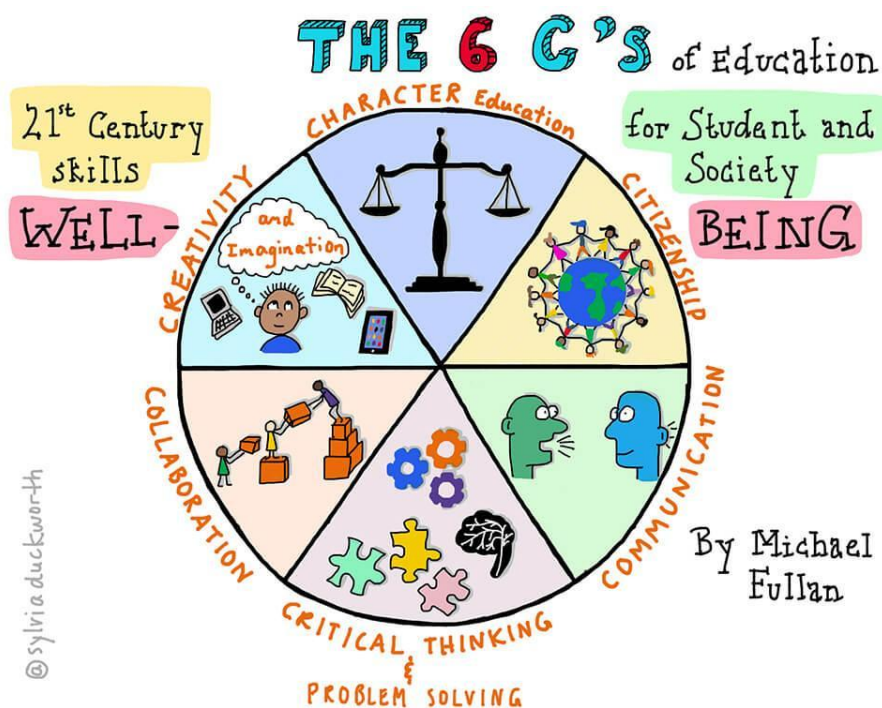 THE 6 C'S of Education
21st Century
skills
WELL-
for Student and
Society
BEING
CHARACTER Education
CITIZENSHIP
COMMUNICATION
CRITICAL THINKING
&
PROBLEM SOLVING
COLLABORATION
CREATIVITY
and
Imagination
By Michael
Fullan
@sylviaduckworth